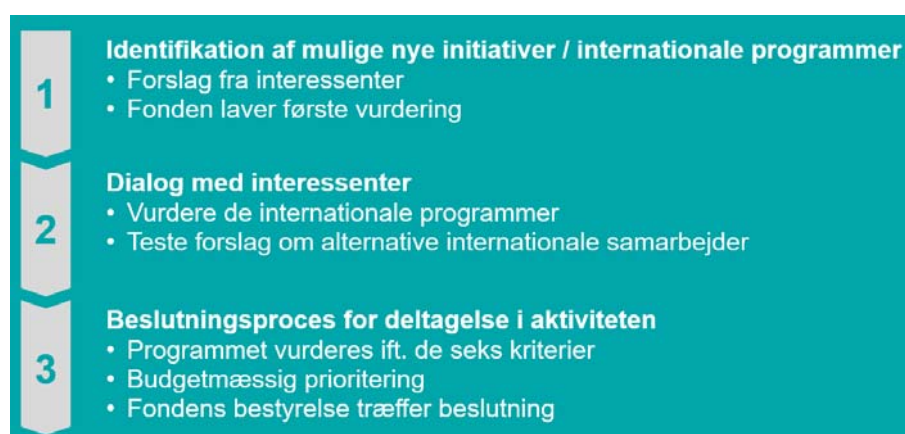 1
Identifikation af mulige nye initiativer / internationale programmer
• Forslag fra interessenter
• Fonden laver første vurdering
2
Dialog med interessenter
• Vurdere de internationale programmer
• Teste forslag om alternative internationale samarbejder
3
Beslutningsproces for deltagelse i aktiviteten
• Programmet vurderes ift. de seks kriterier
• Budgetmæssig prioritering
• Fondens bestyrelse træffer beslutning